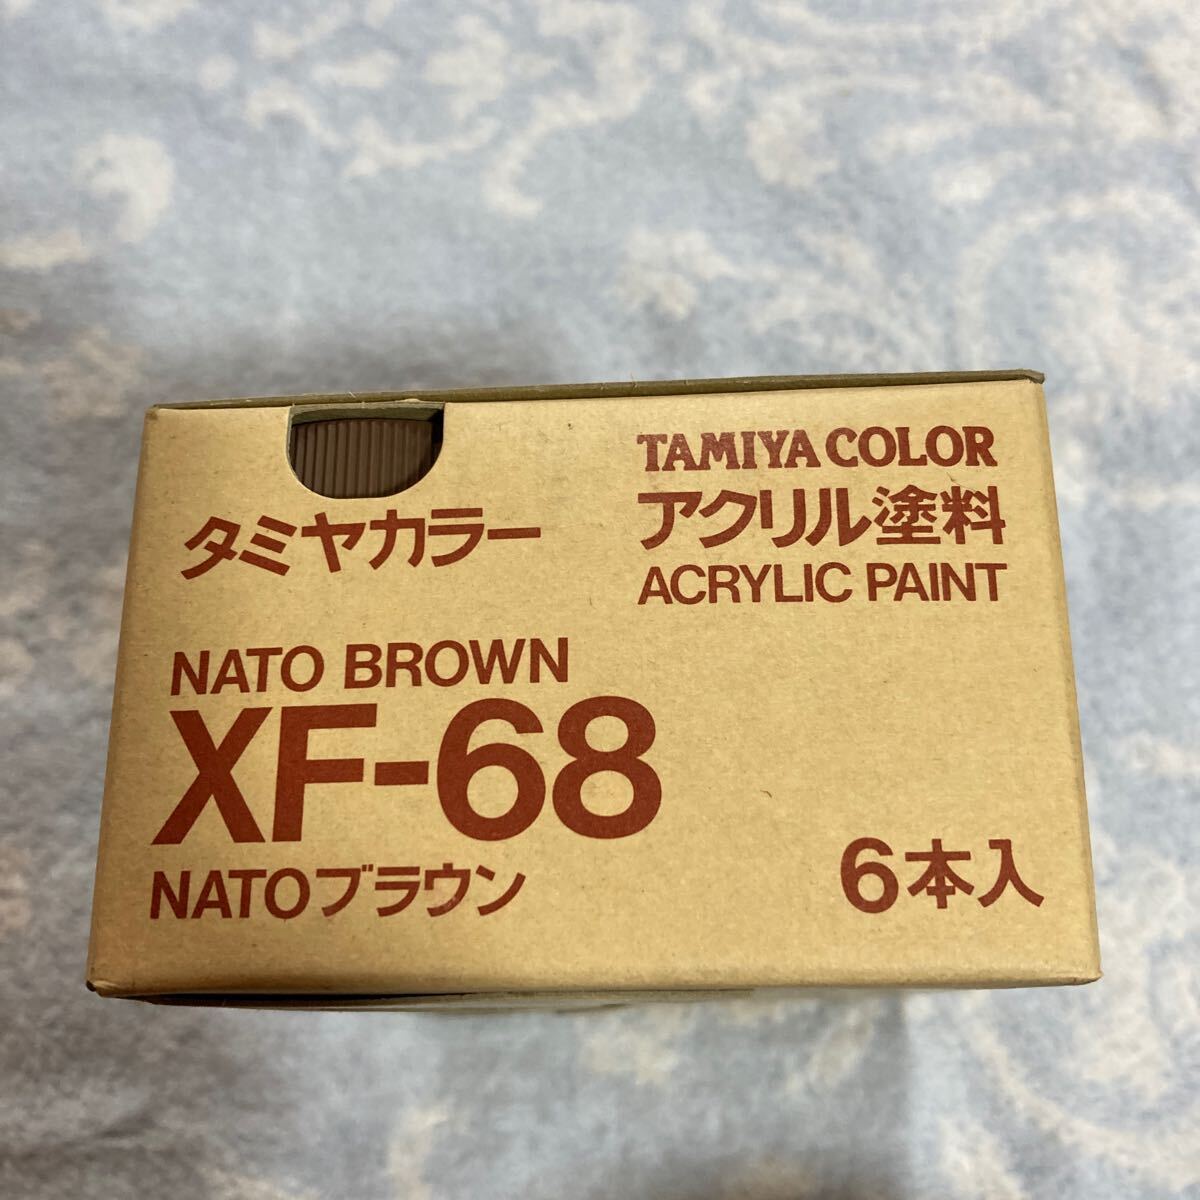 TAMIYA COLOR
タミヤカラー
アクリル塗料
ACRYLIC PAINT
NATO BROWN
XF-68
NATOブラウン
6本入